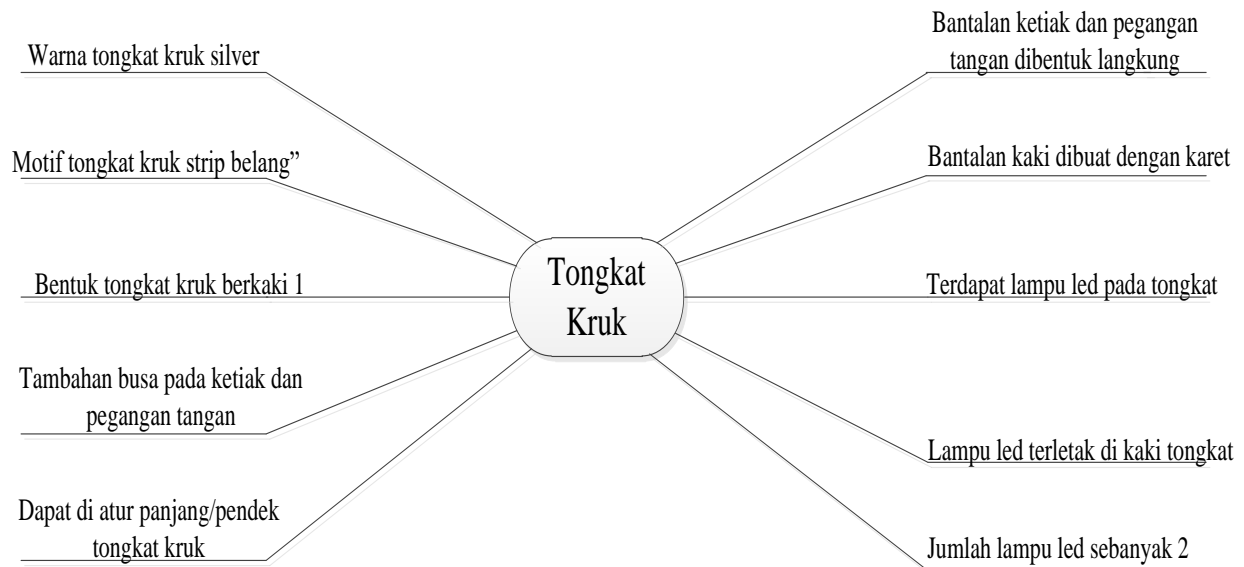 Warna tongkat kruk silver
Motif tongkat kruk strip belang”
Bentuk tongkat kruk berkaki 1
Tambahan busa pada ketiak dan
pegangan tangan
Dapat di atur panjang/pendek
tongkat kruk
Tongkat
Kruk
Bantalan ketiak dan pegangan
tangan dibentuk langkung
Bantalan kaki dibuat dengan karet
Terdapat lampu led pada tongkat
Lampu led terletak di kaki tongkat
Jumlah lampu led sebanyak 2